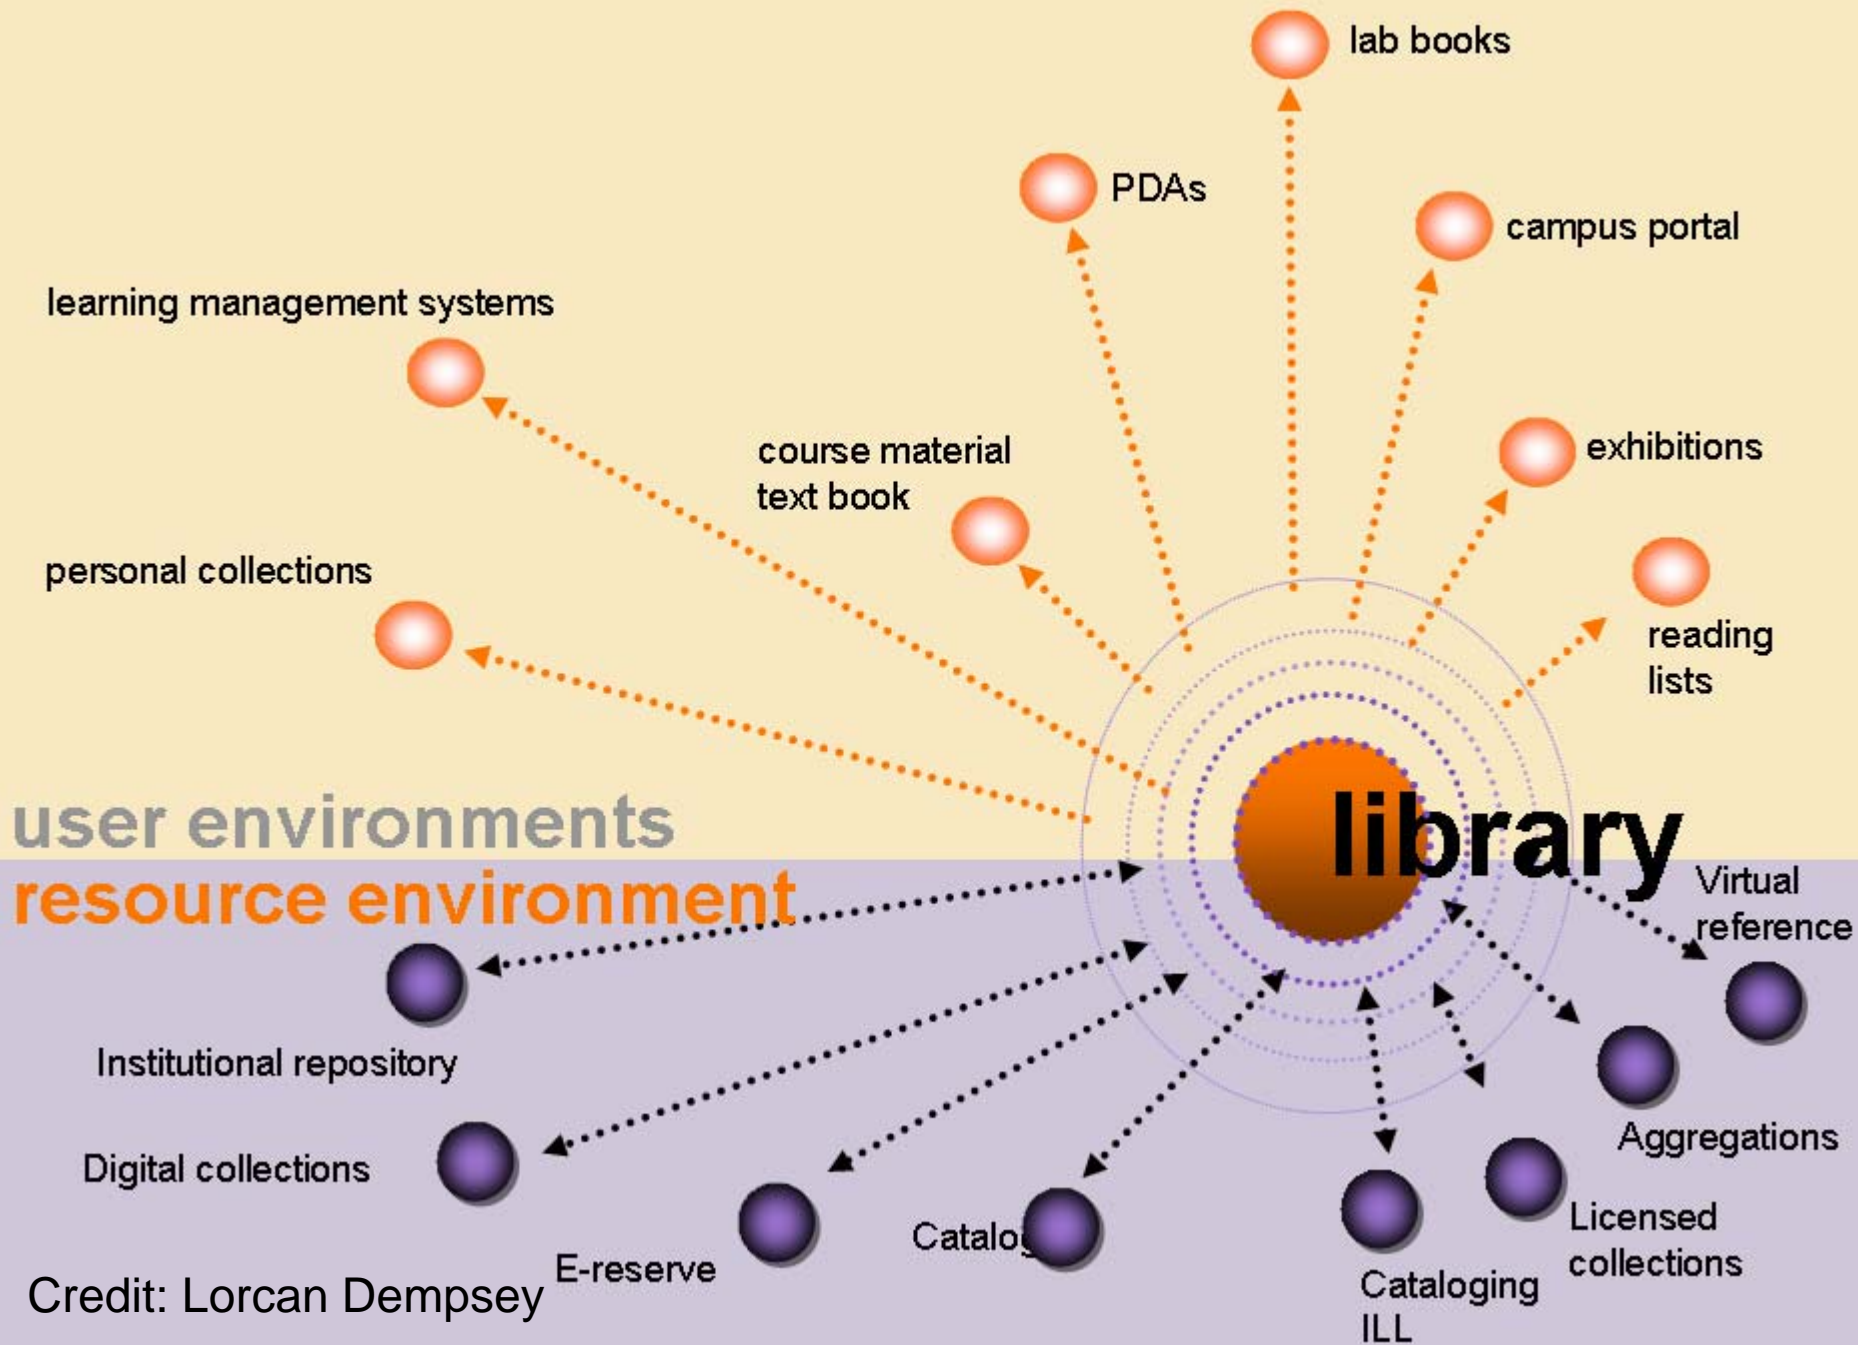 lab books
PDAs
campus portal
learning management systems
exhibitions
course material
text book
personal collections
reading
lists
user environments
library
resource environment
Virtual
reference
Institutional repository
Aggregations
Digital collections
Licensed
collections
Catalog
E-reserve
Cataloging
ILL
Credit: Lorcan Dempsey